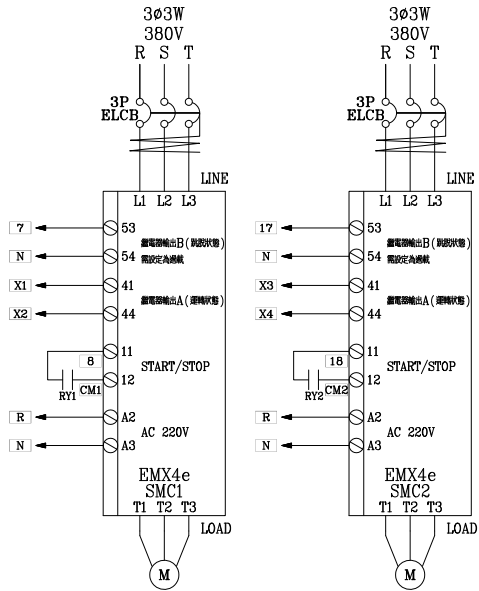 3ø3W
380V
R S T
3P
ELCB
LINE
L1 L2 L3
7
53
繼電器輸出B(跳脫狀態)
N
54
需設定為過載
X1
41
繼電器輸出A(運轉狀態)
X2
44
11
8
START/STOP
12
RY1
CM1
R
A2
AC 220V
N
A3
EMX4e
SMC1
T1 T2 T3
LOAD
M
3ø3W
380V
R S T
3P
ELCB
LINE
L1 L2 L3
17
53
繼電器輸出B(跳脫狀態)
N
54
需設定為過載
X3
41
繼電器輸出A(運轉狀態)
X4
44
11
18
START/STOP
12
RY2
CM2
R
A2
AC 220V
N
A3
EMX4e
SMC2
T1 T2 T3
LOAD
M